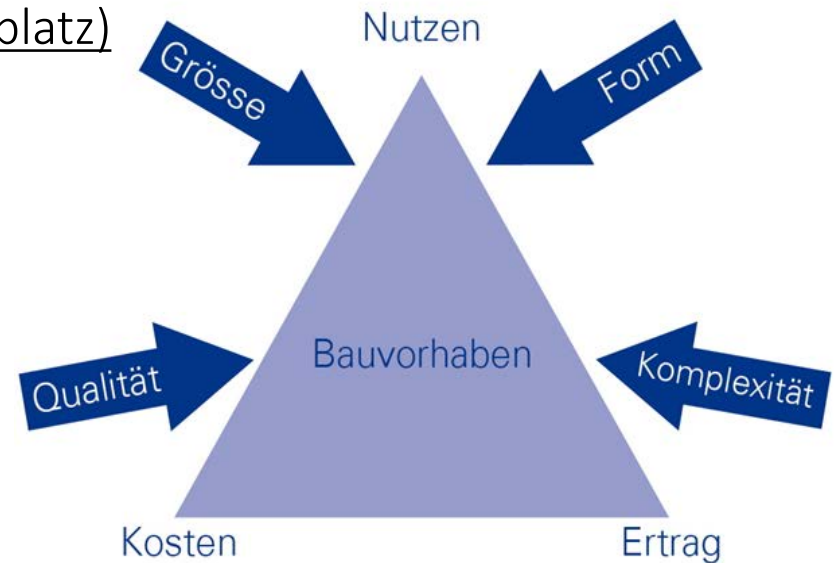 platz)
Nutzen
Grösse
Form
Bauvorhaben
Qualität
Komplexität
Kosten
Ertrag